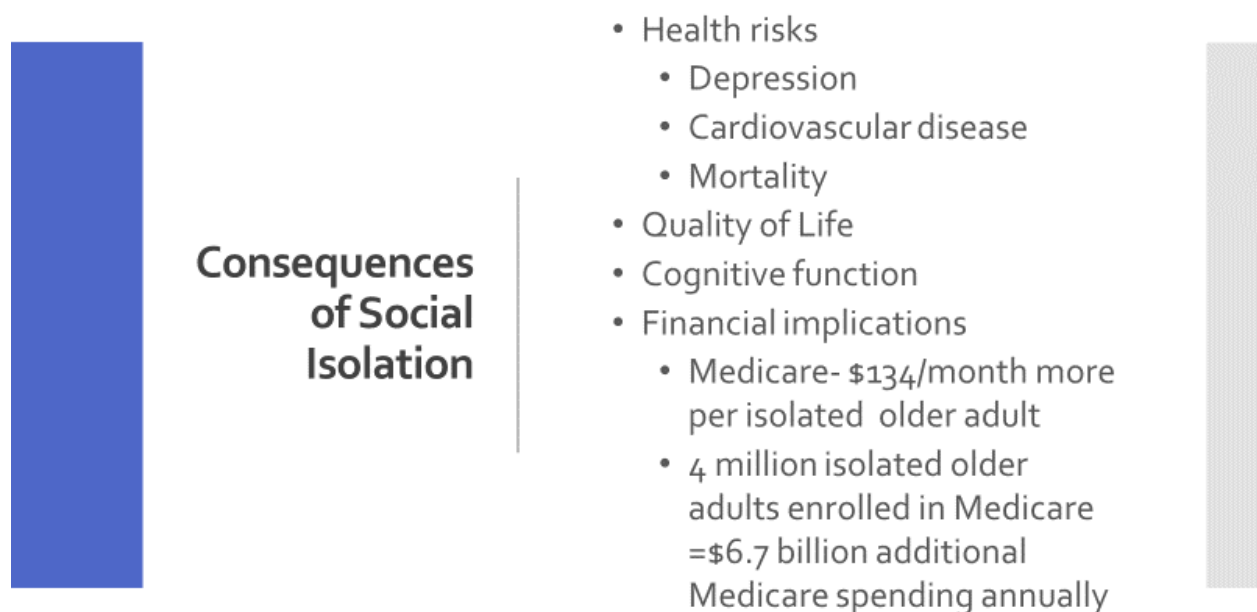 Consequences
of Social
Isolation
• Health risks
• Depression
• Cardiovascular disease
• Mortality
• Quality of Life
• Cognitive function
• Financial implications
• Medicare- $134/month more
per isolated older adult
• 4 million isolated older
adults enrolled in Medicare
=$6.7 billion additional
Medicare spending annually